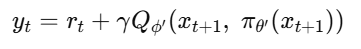 y_t = r_t + γQ_{ϕ′}(x_{t+1}, π_{θ′}(x_{t+1}))